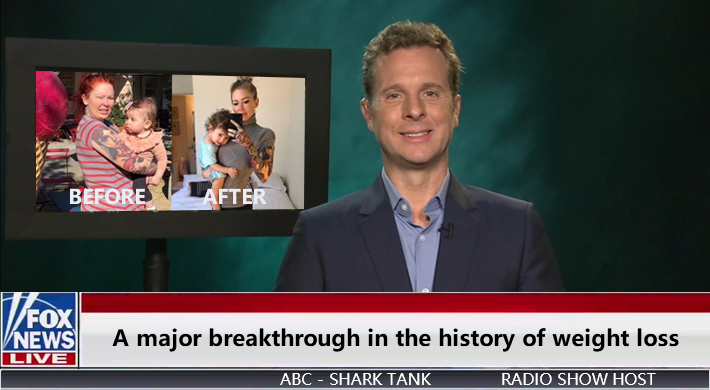 BEFORE AFTER
FOX
NEWS
LIVE
A major breakthrough in the history of weight loss
ABC - SHARK TANK RADIO SHOW HOST